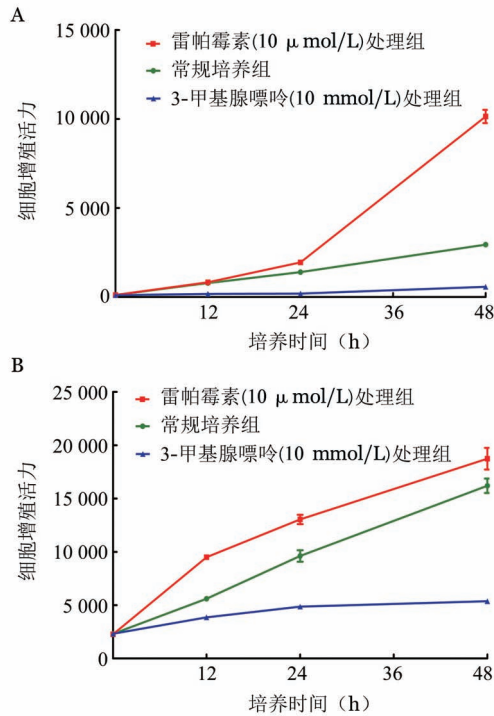 A
15 000
雷帕霉素(10 μmol/L)处理组
常规培养组
3-甲基腺嘌呤(10 mmol/L)处理组
10 000
5 000
0
细胞增殖活力
12 24 36 48
培养时间（h）
B
25 000
雷帕霉素(10 μmol/L)处理组
常规培养组
3-甲基腺嘌呤(10 mmol/L)处理组
20 000
15 000
10 000
5 000
0
细胞增殖活力
12 24 36 48
培养时间（h）